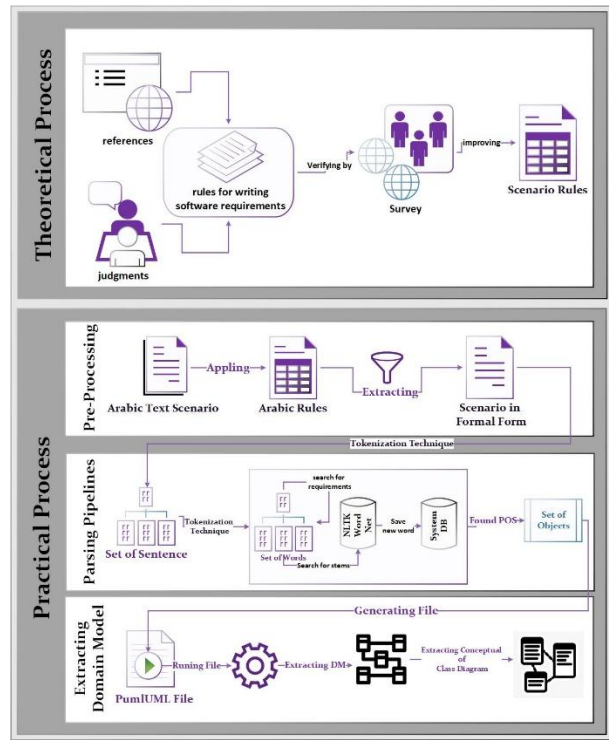 Theoretical Process
references
judgments
rules for writing
software requirements
Verifying by
Survey
improving
Scenario Rules
Practical Process
Pre-Processing
Arabic Text Scenario
Appling
Arabic Rules
Extracting
Scenario in
Formal Form
Tokenization Technique
Parsing Pipelines
Set of Sentence
Tokenization
Technique
search for
requirements
Set of Words
Search for stems
NLTK
Word
Net
Save
new word
System
DB
Found POS
Set of
Objects
Generating File
Extracting
Domain Model
PumlUML File
Runing File
Extracting DM
Extracting Conceptual
of
Class Diagram